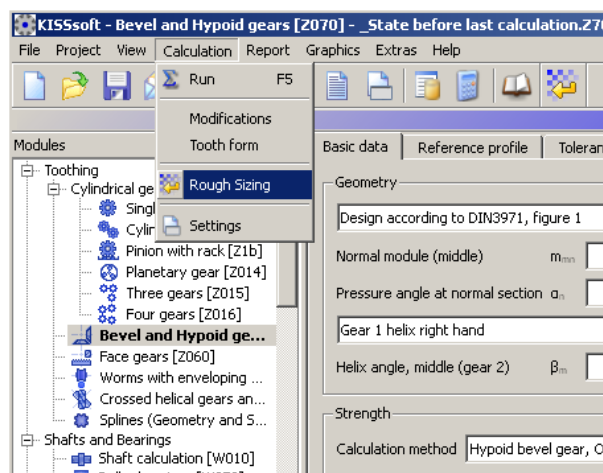 KISSsoft - Bevel and Hypoid gears [Z070] - _State before last calculation.Z7
File Project View Calculation Report Graphics Extras Help
Run F5
Modifications
Tooth form
Rough Sizing
Settings
Modules
Toothing
Cylindrical ge
Singl
Cylin
Pinion with rack [Z1b]
Planetary gear [Z014]
Three gears [Z015]
Four gears [Z016]
Bevel and Hypoid ge...
Face gears [Z060]
Worms with enveloping ...
Crossed helical gears an...
Splines (Geometry and S...
Shafts and Bearings
Shaft calculation [W010]
Basic data Reference profile Toleran
Geometry
Design according to DIN3971, figure 1
Normal module (middle) mmn
Pressure angle at normal section αn
Gear 1 helix right hand
Helix angle, middle (gear 2) βm
Strength
Calculation method Hypoid bevel gear, O